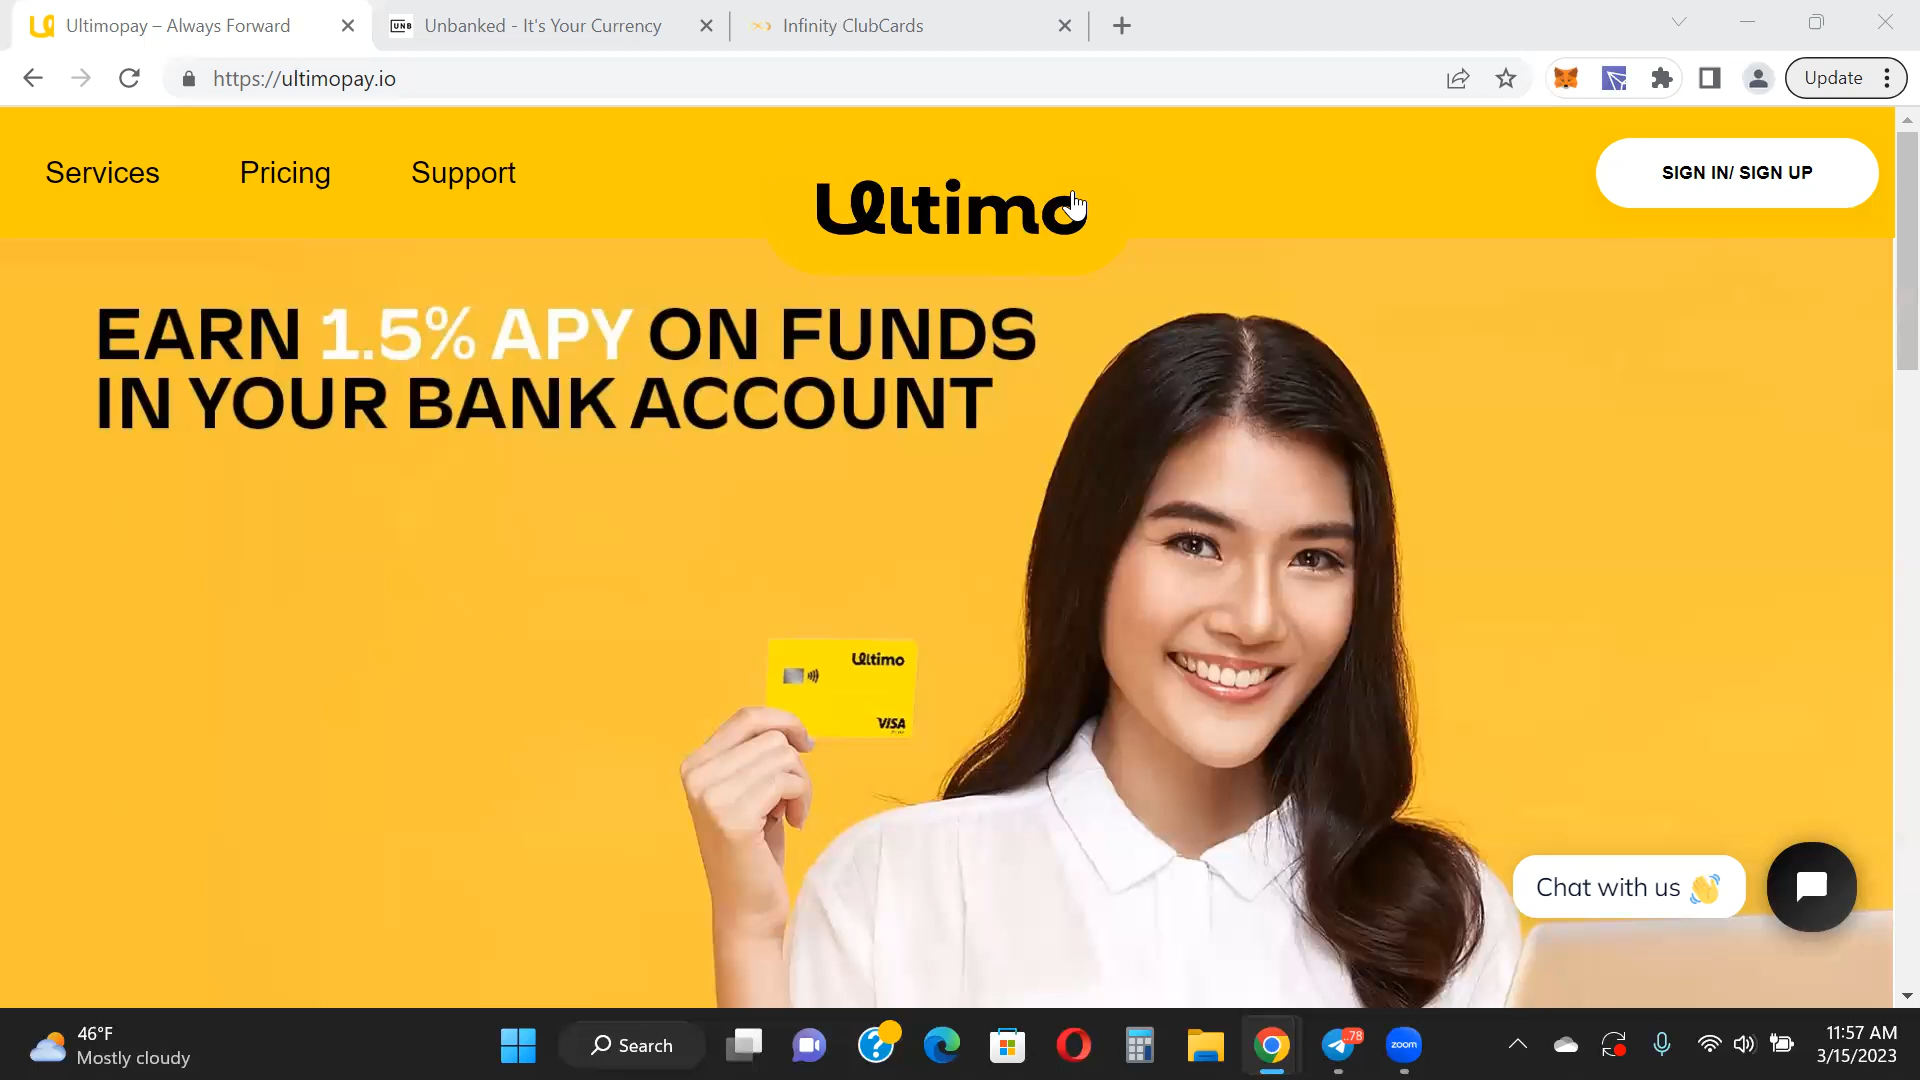 Ultimopay – Always Forward
UNB
Unbanked - It's Your Currency
Infinity ClubCards
https://ultimopay.io
Update
Services
Pricing
Support
Ultimo
SIGN IN/ SIGN UP
EARN 1.5% APY ON FUNDS
IN YOUR BANK ACCOUNT
Ultimo
VISA
Chat with us
46°F
Mostly cloudy
Search
..78
zoom
11:57 AM
3/15/2023